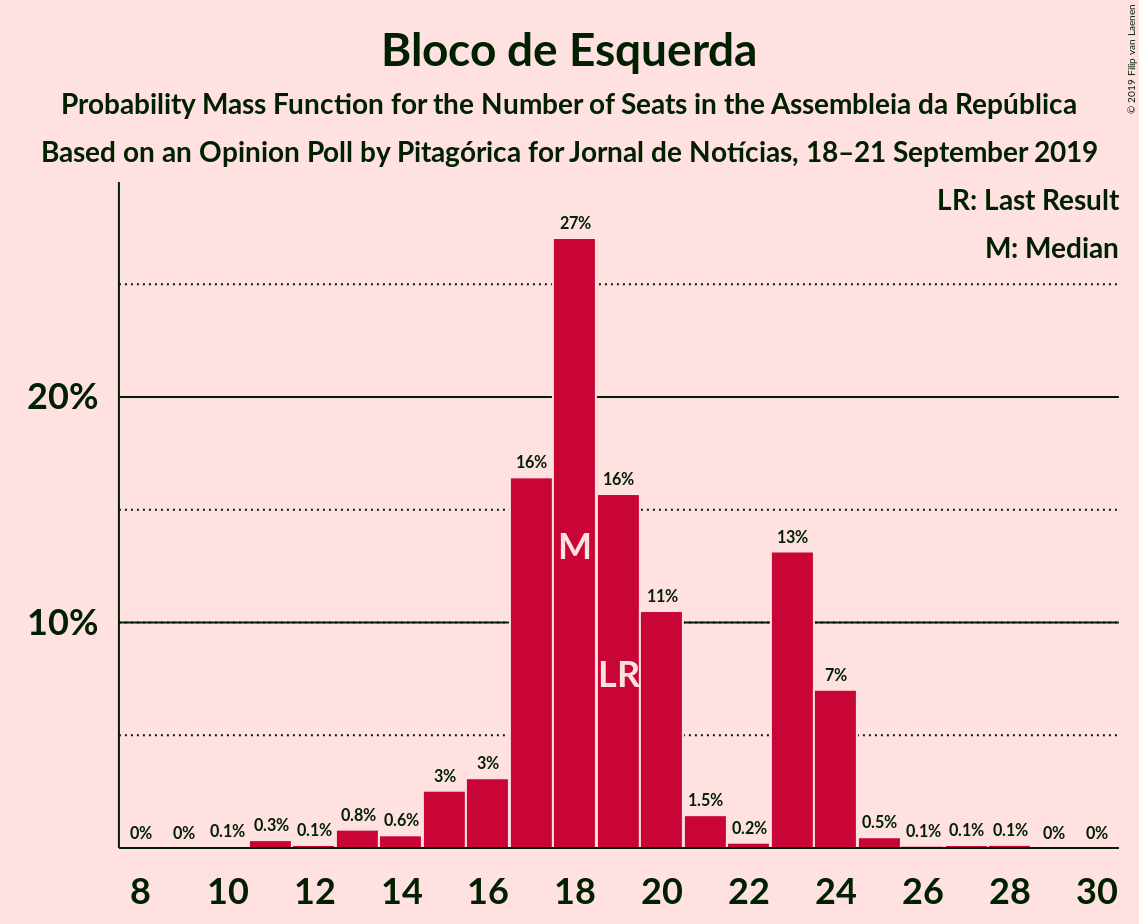 Bloco de Esquerda
Probability Mass Function for the Number of Seats in the Assembleia da República
Based on an Opinion Poll by Pitagórica for Jornal de Notícias, 18–21 September 2019
© 2019 Filip van Laenen
LR: Last Result
M: Median
20%
10%
0% 0% 0.1% 0.3% 0.1% 0.8% 0.6% 3% 3% 16% 27% 16% 11% 1.5% 0.2% 13% 7% 0.5% 0.1% 0.1% 0.1% 0% 0%
M
LR
8 10 12 14 16 18 20 22 24 26 28 30